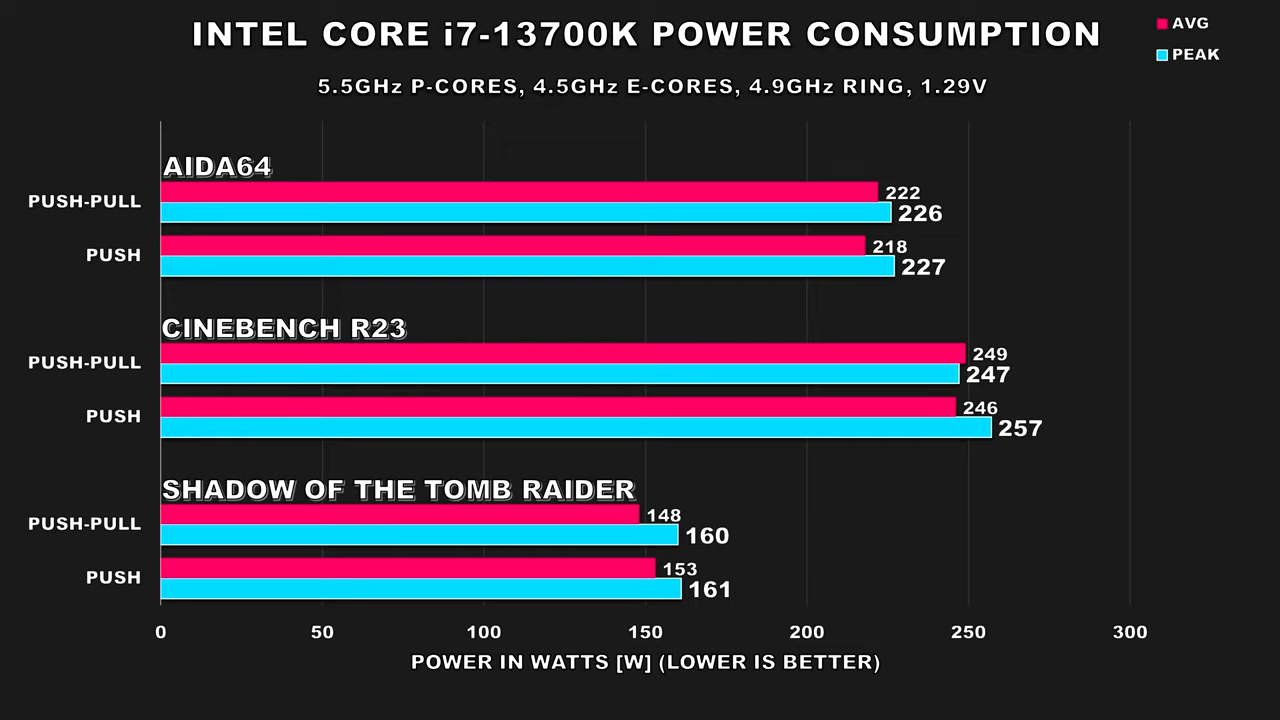 INTEL CORE i7-13700K POWER CONSUMPTION
AVG
PEAK
5.5GHz P-CORES, 4.5GHz E-CORES, 4.9GHz RING, 1.29V
AIDA64
PUSH-PULL
222
226
PUSH
218
227
CINEBENCH R23
PUSH-PULL
249
247
PUSH
246
257
SHADOW OF THE TOMB RAIDER
PUSH-PULL
148
160
PUSH
153
161
0 50 100 150 200 250 300
POWER IN WATTS [W] (LOWER IS BETTER)